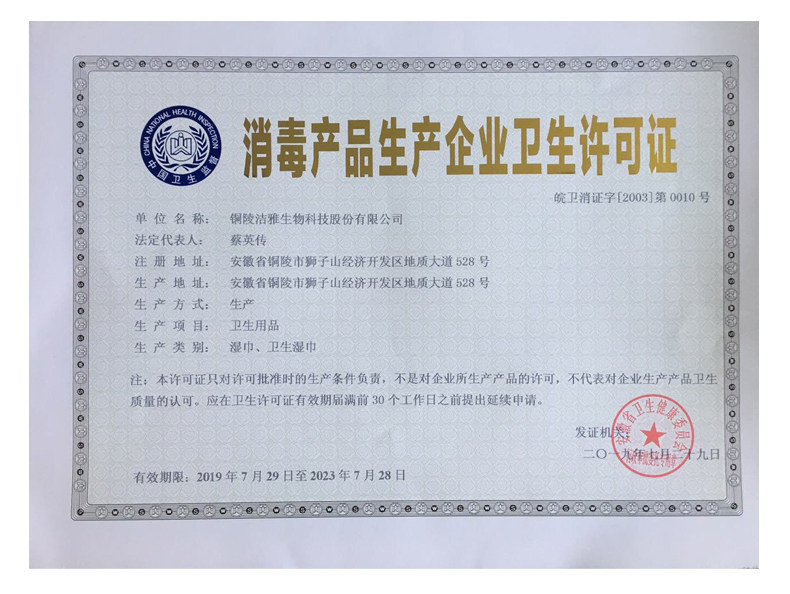 CHINA NATIONAL HEALTH INSPECTION
中国卫生监督
消毒产品生产企业卫生许可证
皖卫消证字[2003]第0010号
单位名称: 铜陵洁雅生物科技股份有限公司
法定代表人: 蔡英传
注册地址: 安徽省铜陵市狮子山经济开发区地质大道528号
生产地址: 安徽省铜陵市狮子山经济开发区地质大道528号
生产方式: 生产
生产项目: 卫生用品
生产类别: 湿巾、卫生湿巾
注:本许可证只对许可批准时的生产条件负责,不是对企业所生产产品的许可,不代表对企业生产产品卫生
质量的认可。应在卫生许可证有效期届满前30个工作日之前提出延续申请。
发证机关:
安徽省卫生健康委员会
二〇一九年七月二十九日
有效期限: 2019年7月29日至2023年7月28日